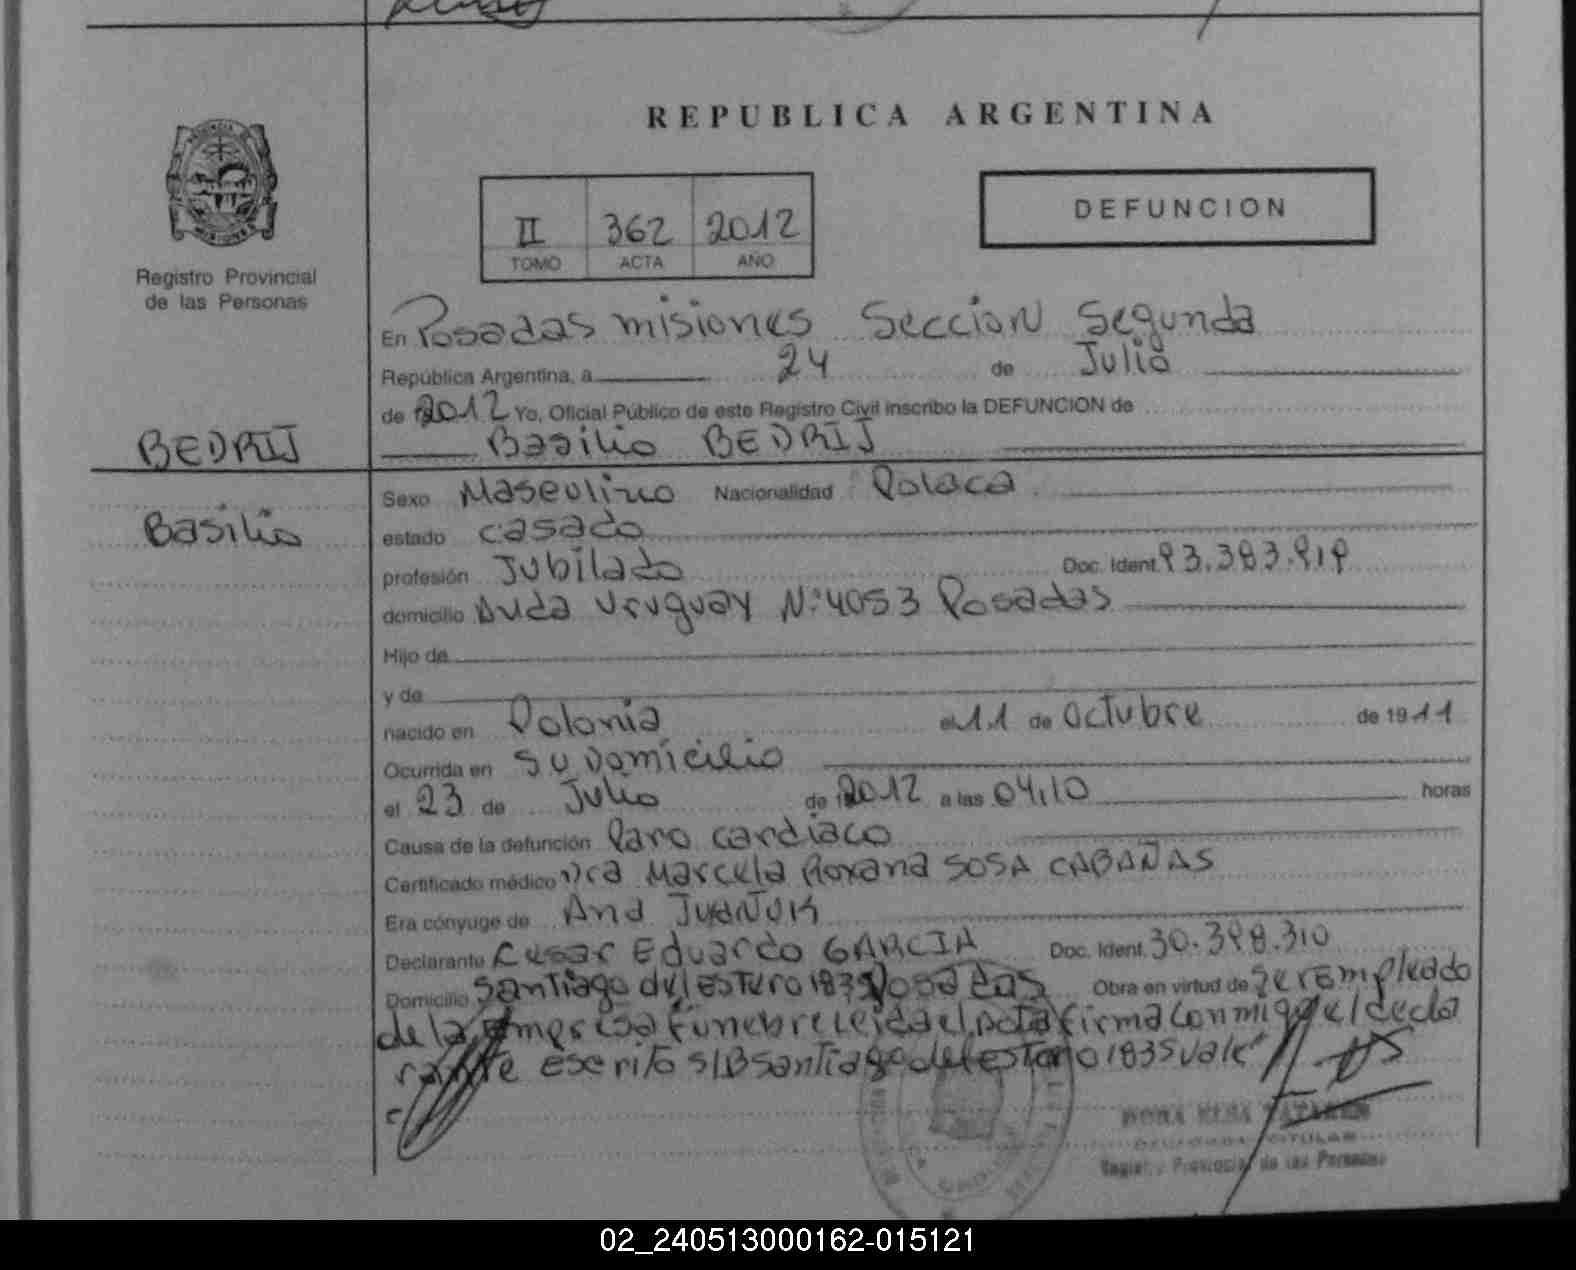 REPUBLICA ARGENTINA
II 362 2012
TOMO ACTA AÑO
DEFUNCION
Registro Provincial
de las Personas
BEDRIJ
Basilio
En Posadas misiones Seccion Segunda
República Argentina, a 24 de Julio
de 2012 Yo, Oficial Público de este Registro Civil inscribo la DEFUNCION de
Basilio BEDRIJ
Sexo Masculino Nacionalidad Polaca
estado casado
profesión Jubilado Doc. Ident. 93.383.919
domicilio Avda Uruguay Nº 4053 Posadas
Hijo de
y de
nacido en Polonia el 11 de Octubre de 1911
Ocurrida en su Domicilio
el 23 de Julio de 2012 a las 04,10 horas
Causa de la defunción Paro cardiaco
Certificado médico Dra Marcela Roxana SOSA CABAÑAS
Era cónyuge de Ana
Declarante Cesar Eduardo GARCIA Doc. Ident. 30.398.310
Domicilio Santiago del estero 1835 Posadas Obra en virtud de ser empleado
de la empresa funebre leida el acta firma conmigo el decla
rante escrito s/B santiago del estero 1835 vale
TITULAR
Registro Provincial de las Personas
02_240513000162-015121